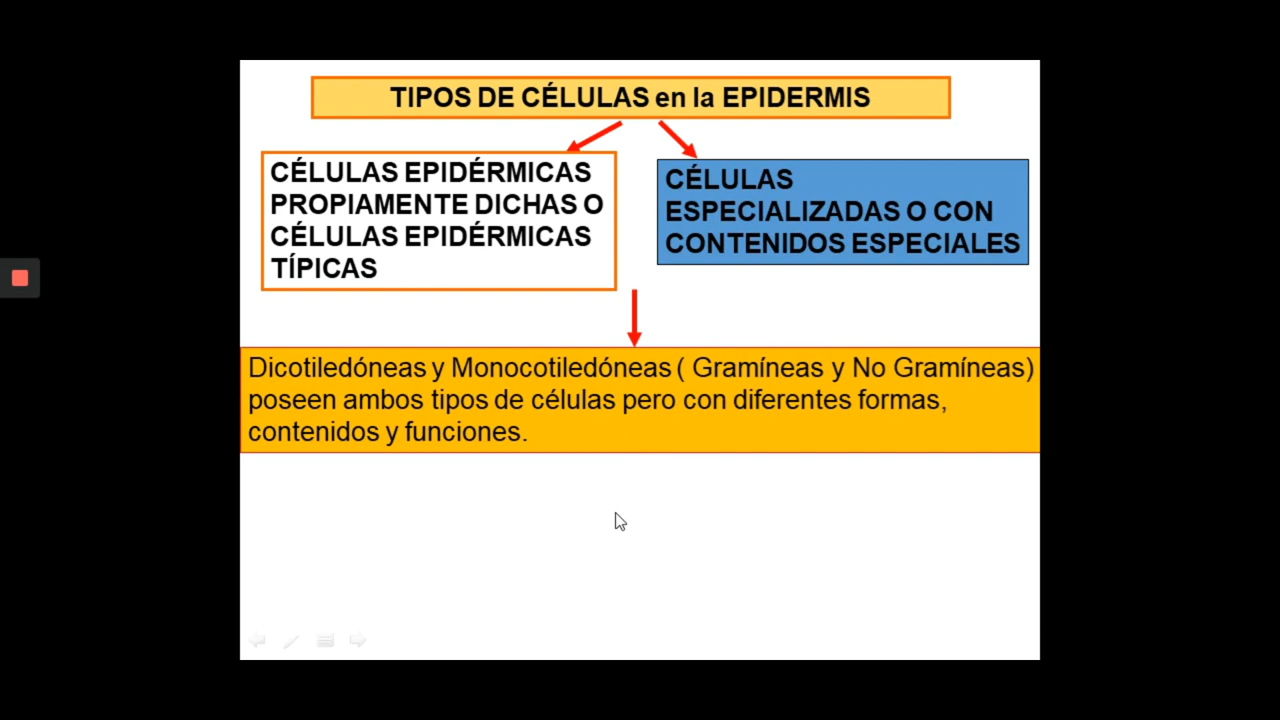 TIPOS DE CÉLULAS en la EPIDERMIS
CÉLULAS EPIDÉRMICAS
PROPIAMENTE DICHAS O
CÉLULAS EPIDÉRMICAS
TÍPICAS
CÉLULAS
ESPECIALIZADAS O CON
CONTENIDOS ESPECIALES
Dicotiledóneas y Monocotiledóneas ( Gramíneas y No Gramíneas)
poseen ambos tipos de células pero con diferentes formas,
contenidos y funciones.